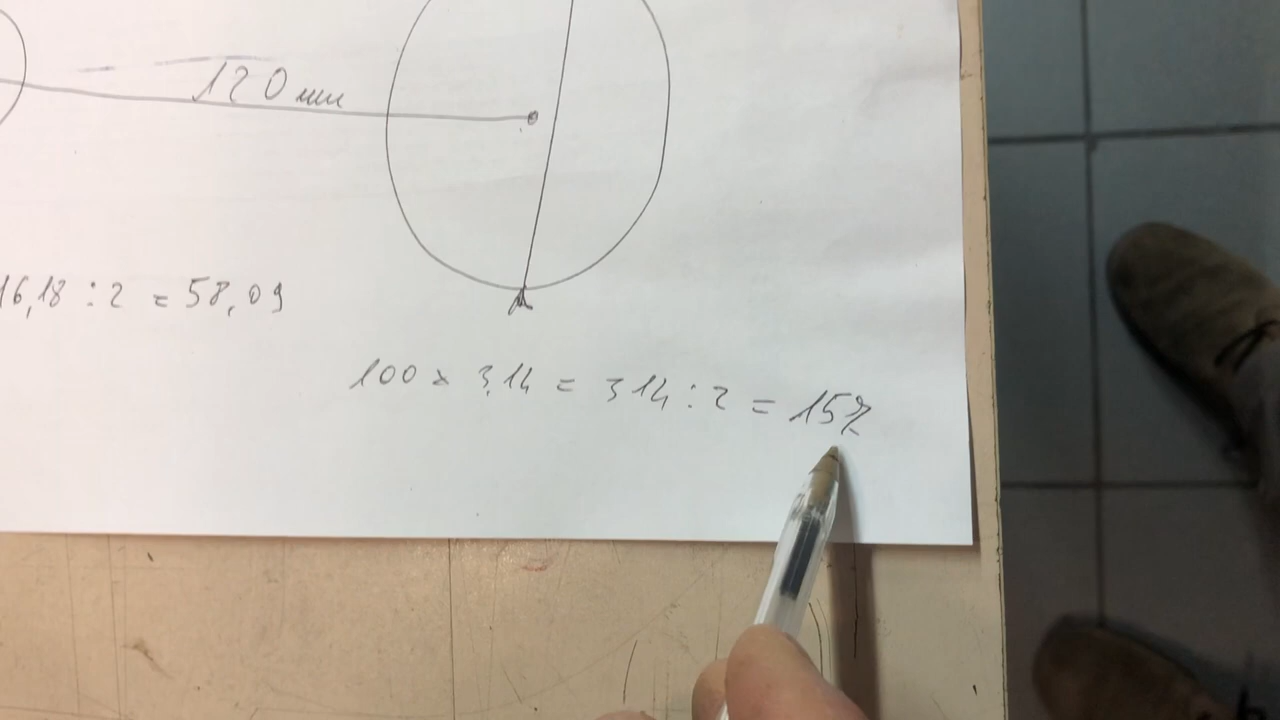 120 мм
16,18 : 2 = 58,09
100 x 3,14 = 314 : 2 = 157